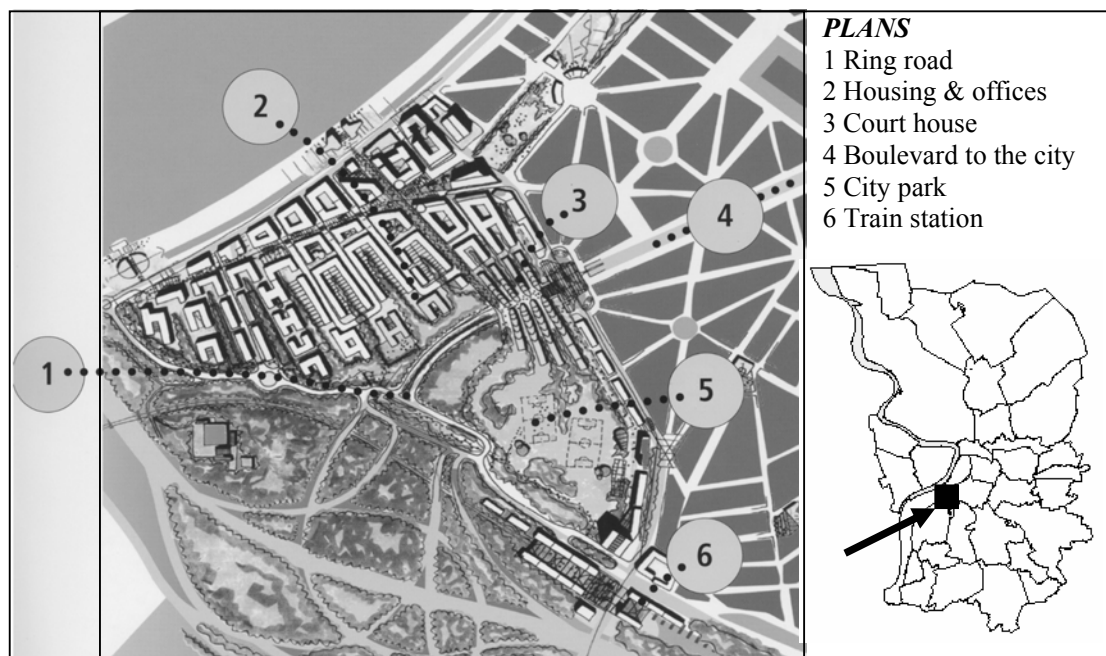 PLANS
1 Ring road
2 Housing & offices
3 Court house
4 Boulevard to the city
5 City park
6 Train station
2
3
4
1
5
6